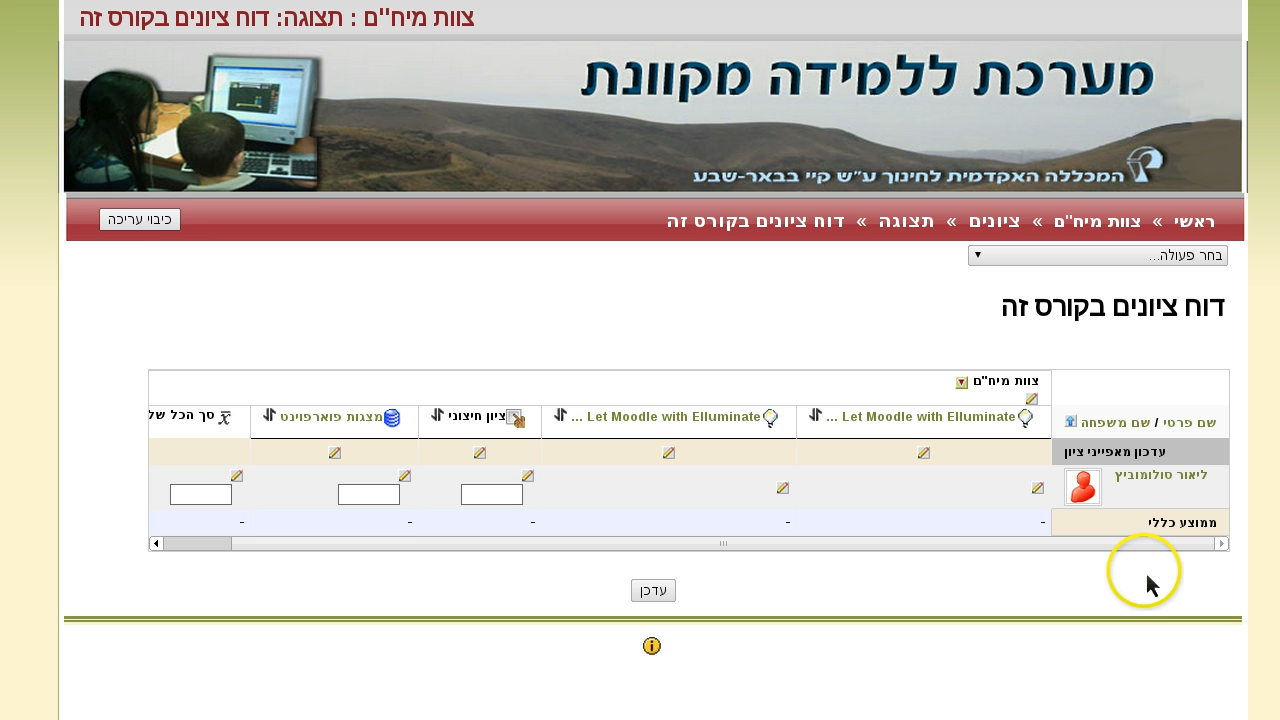 צוות מיח"ם : תצוגה: דוח ציונים בקורס זה
מערכת ללמידה מקוונת
המכללה האקדמית לחינוך ע"ש קיי בבאר-שבע
ראשי » צוות מיח"ם » ציונים » תצוגה » דוח ציונים בקורס זה
כיבוי עריכה
בחר פעולה...
דוח ציונים בקורס זה
צוות מיח"ם
שם פרטי / שם משפחה
Let Moodle with Elluminate ...
Let Moodle with Elluminate ...
ציון חיצוני
מצגות פוארפוינט
סך הכל של
עדכון מאפייני ציון
ליאור סולומוביץ
ממוצע כללי - - - - -
עדכן